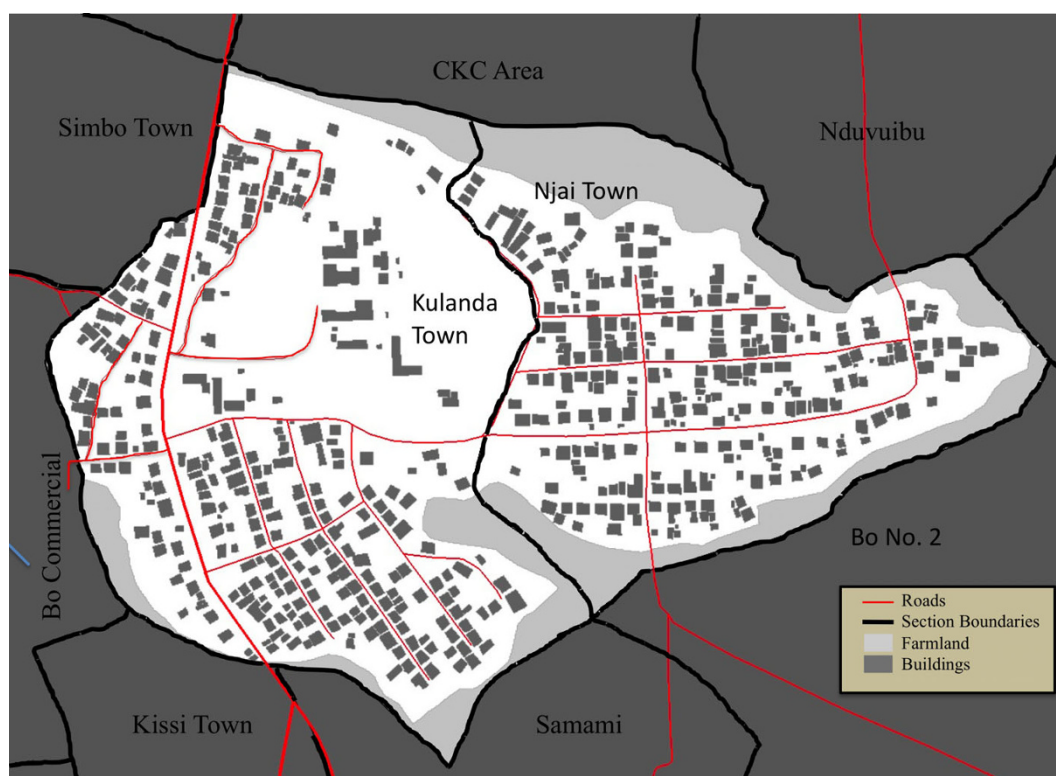 CKC Area
Simbo Town
Nduvuibu
Njai Town
Kulanda
Town
Bo Commercial
Bo No. 2
Roads
Section Boundaries
Farmland
Buildings
Kissi Town
Samami